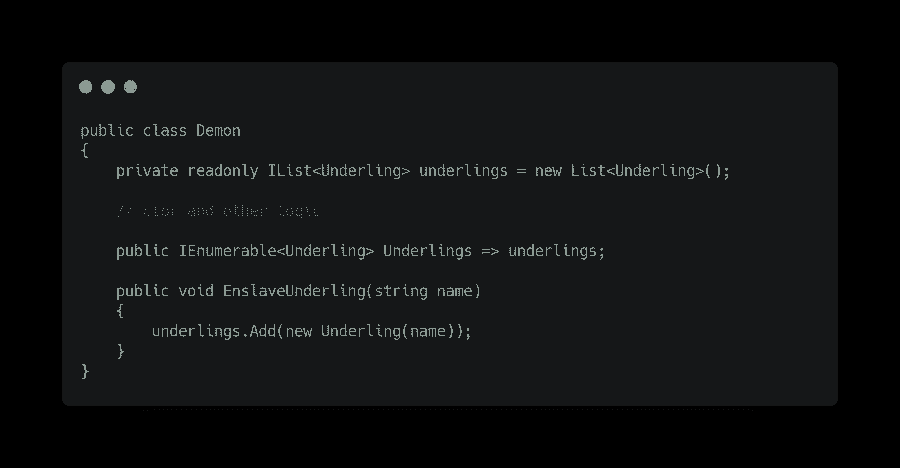 public class Demon
{
    private readonly IList<Underling> underlings = new List<Underling>();
    // ctor and other logic
    public IEnumerable<Underling> Underlings => underlings;
    public void EnslaveUnderling(string name)
    {
        underlings.Add(new Underling(name));
    }
}